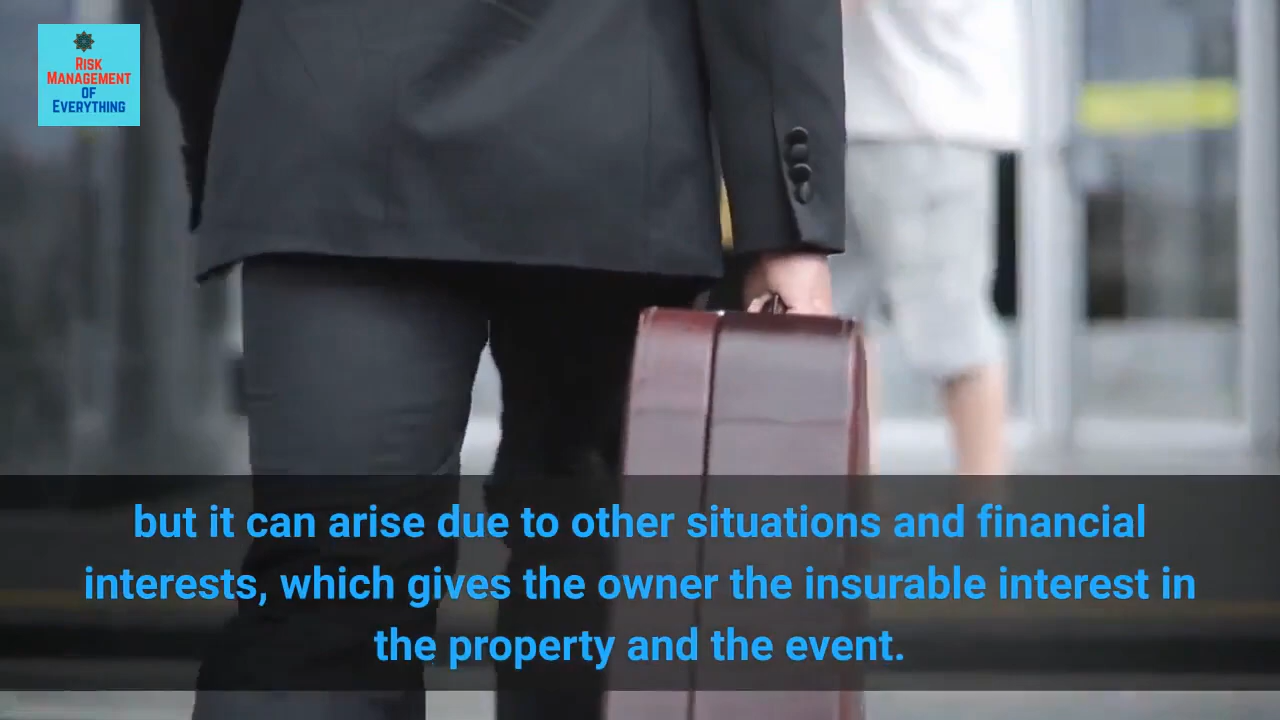 RISK
MANAGEMENT
OF
EVERYTHING
but it can arise due to other situations and financial
interests, which gives the owner the insurable interest in
the property and the event.